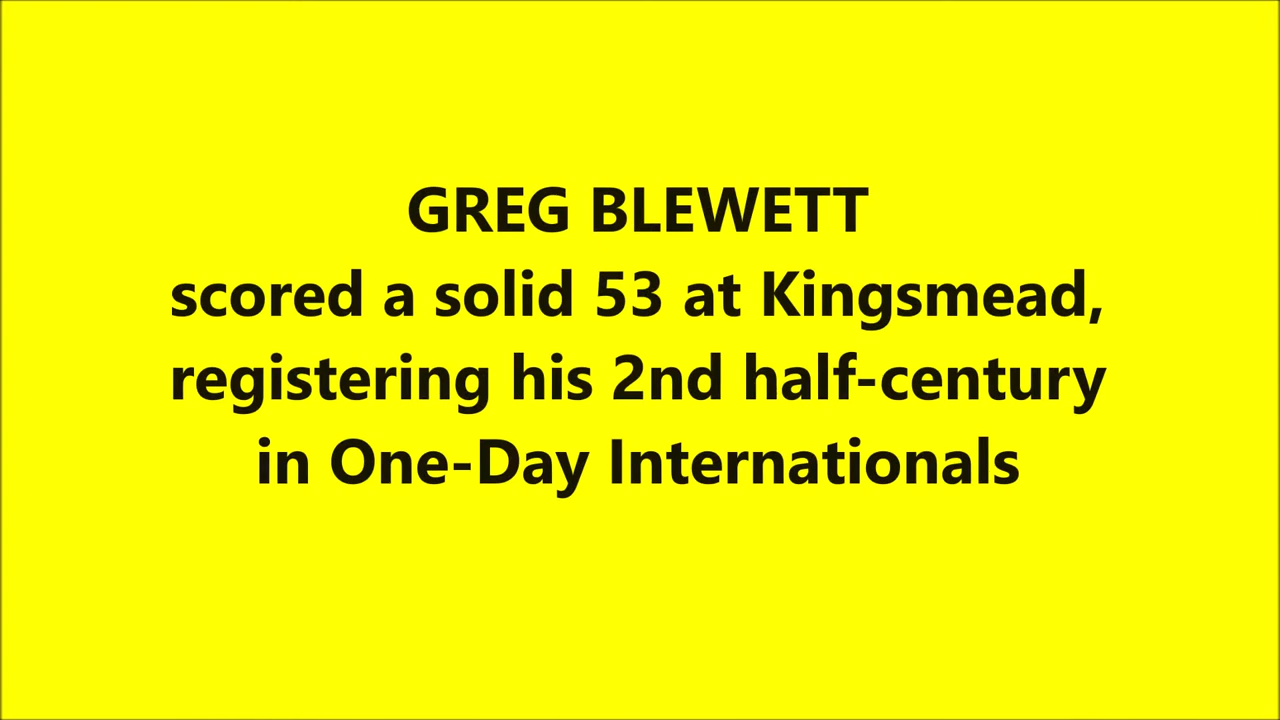 GREG BLEWETT
scored a solid 53 at Kingsmead,
registering his 2nd half-century
in One-Day Internationals